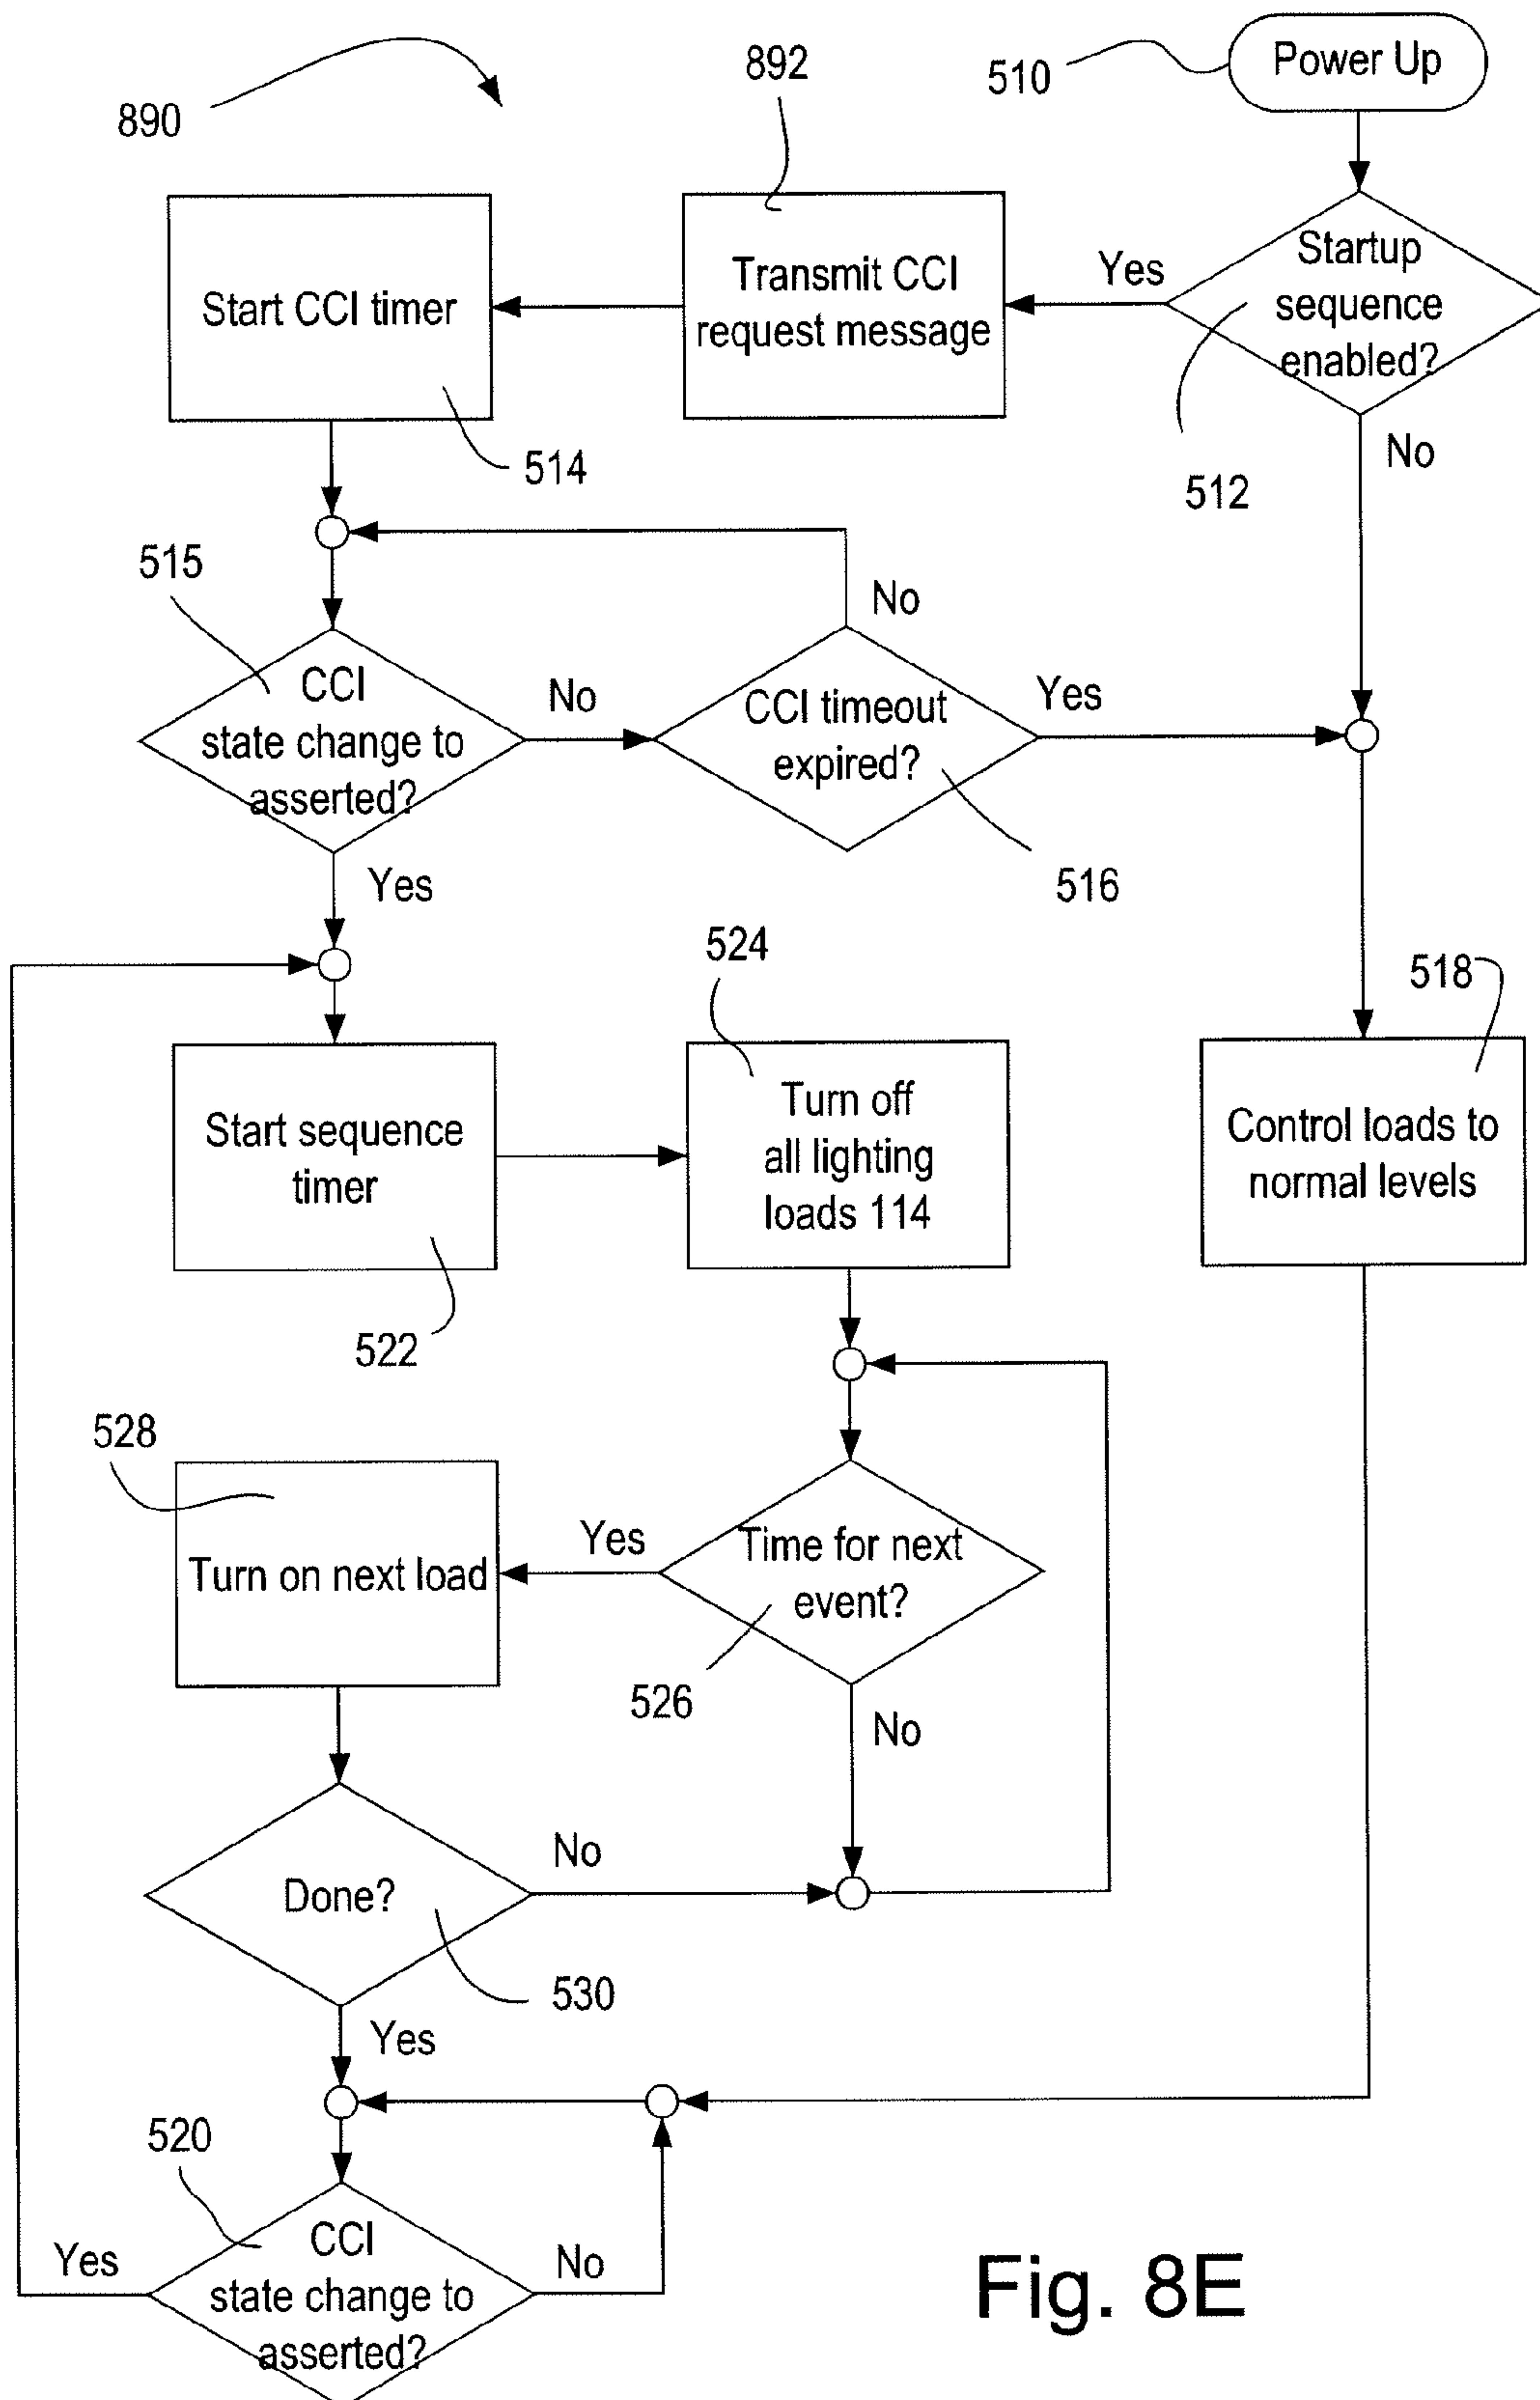 890
892
510
Power Up
Start CCI timer
Transmit CCI
request message
Yes
Startup
sequence
enabled?
514
512
No
515
No
CCI
state change to
asserted?
No
CCI timeout
expired?
Yes
516
Yes
524
518
Start sequence
timer
Turn off
all lighting
loads 114
Control loads to
normal levels
522
528
Turn on next load
Yes
Time for next
event?
526
No
Done?
No
530
Yes
520
Yes
CCI
state change to
asserted?
No
Fig. 8E